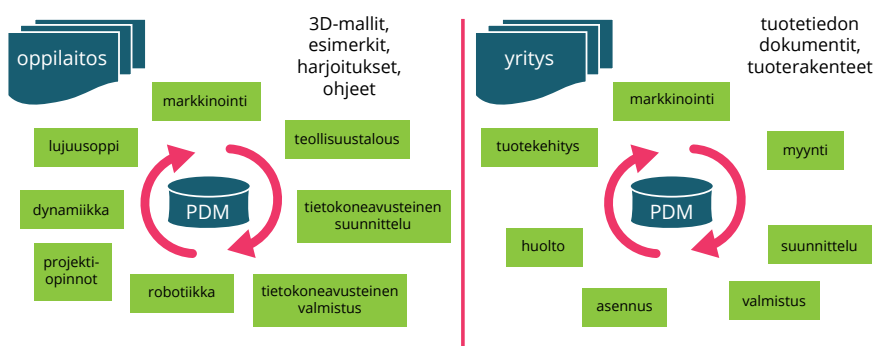 oppilaitos
3D-mallit,
esimerkit,
harjoitukset,
ohjeet
markkinointi
lujuusoppi
teollisuustalous
dynamiikka
PDM
tietokoneavusteinen
suunnittelu
projekti-
opinnot
robotiikka
tietokoneavusteinen
valmistus
yritys
tuotetiedon
dokumentit,
tuoterakenteet
markkinointi
tuotekehitys
myynti
PDM
huolto
suunnittelu
asennus
valmistus